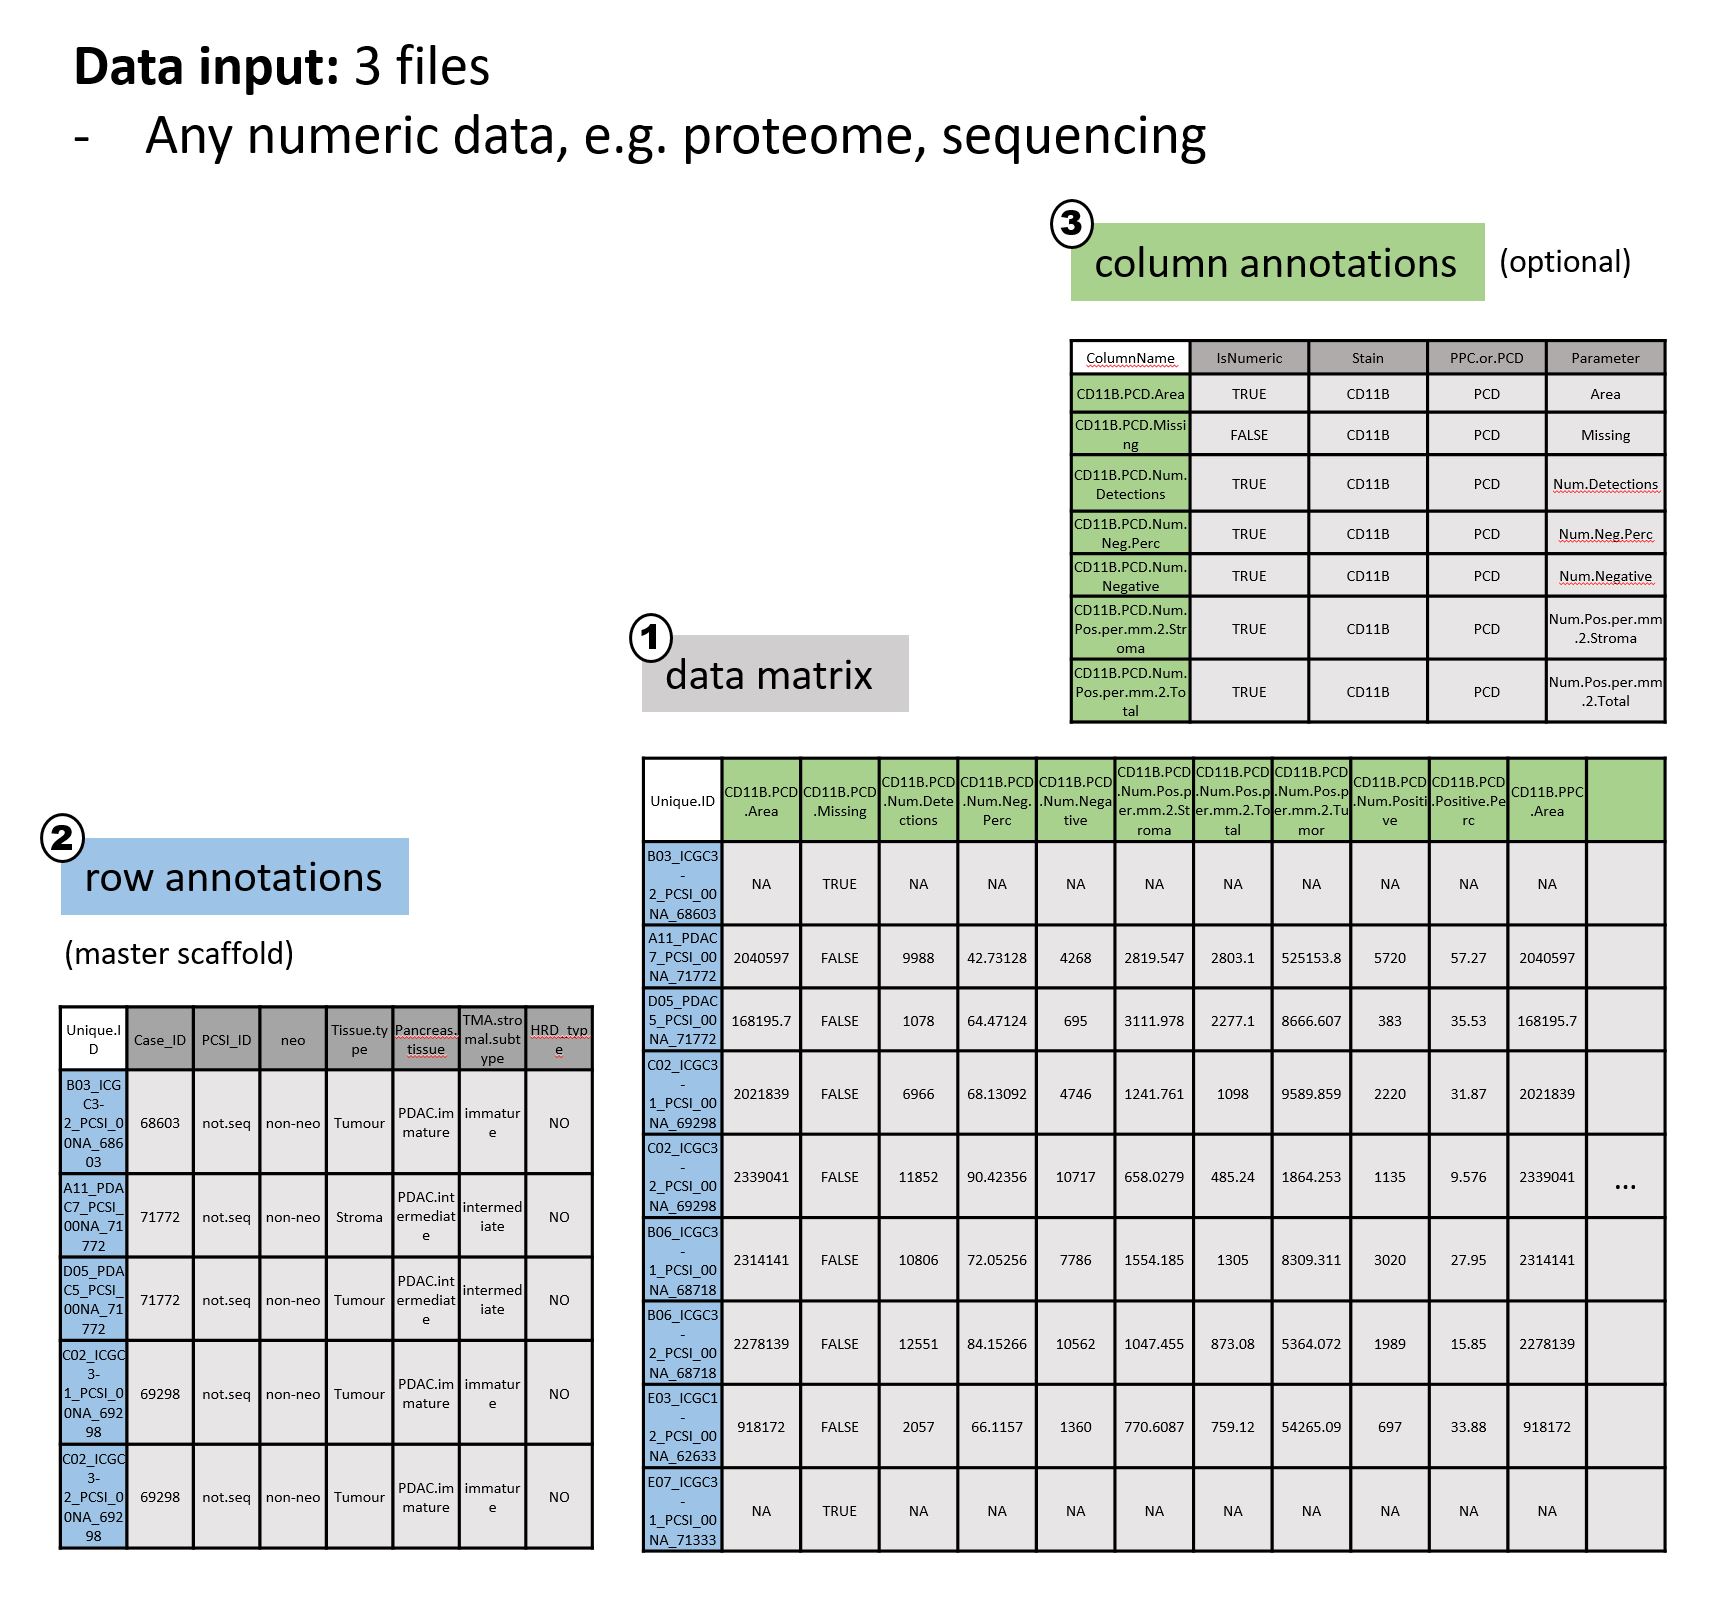 Data input: 3 files
- Any numeric data, e.g. proteome, sequencing
3
column annotations (optional)
ColumnName IsNumeric Stain PPC.or.PCD Parameter
CD11B.PCD.Area TRUE CD11B PCD Area
CD11B.PCD.Missing FALSE CD11B PCD Missing
CD11B.PCD.Num.Detections TRUE CD11B PCD Num.Detections
CD11B.PCD.Num.Neg.Perc TRUE CD11B PCD Num.Neg.Perc
CD11B.PCD.Num.Negative TRUE CD11B PCD Num.Negative
CD11B.PCD.Num.Pos.per.mm.2.Stroma TRUE CD11B PCD Num.Pos.per.mm.2.Stroma
CD11B.PCD.Num.Pos.per.mm.2.Total TRUE CD11B PCD Num.Pos.per.mm.2.Total
1
data matrix
Unique.ID CD11B.PCD.Area CD11B.PCD.Missing CD11B.PCD.Num.Detections CD11B.PCD.Num.Neg.Perc CD11B.PCD.Num.Negative CD11B.PCD.Num.Pos.per.mm.2.Stroma CD11B.PCD.Num.Pos.per.mm.2.Total CD11B.PCD.Num.Pos.per.mm.2.Tumor CD11B.PCD.Num.Positive CD11B.PCD.Positive.Perc CD11B.PPC.Area
B03_ICGC3-2_PCSI_00NA_68603 NA TRUE NA NA NA NA NA NA NA NA NA
A11_PDAC7_PCSI_00NA_71772 2040597 FALSE 9988 42.73128 4268 2819.547 2803.1 525153.8 5720 57.27 2040597
D05_PDAC5_PCSI_00NA_71772 168195.7 FALSE 1078 64.47124 695 3111.978 2277.1 8666.607 383 35.53 168195.7
C02_ICGC3-1_PCSI_00NA_69298 2021839 FALSE 6966 68.13092 4746 1241.761 1098 9589.859 2220 31.87 2021839
C02_ICGC3-2_PCSI_00NA_69298 2339041 FALSE 11852 90.42356 10717 658.0279 485.24 1864.253 1135 9.576 2339041 ...
B06_ICGC3-1_PCSI_00NA_68718 2314141 FALSE 10806 72.05256 7786 1554.185 1305 8309.311 3020 27.95 2314141
B06_ICGC3-2_PCSI_00NA_68718 2278139 FALSE 12551 84.15266 10562 1047.455 873.08 5364.072 1989 15.85 2278139
E03_ICGC1-2_PCSI_00NA_62633 918172 FALSE 2057 66.1157 1360 770.6087 759.12 54265.09 697 33.88 918172
E07_ICGC3-1_PCSI_00NA_71333 NA TRUE NA NA NA NA NA NA NA NA NA
2
row annotations
(master scaffold)
Unique.ID Case_ID PCSI_ID neo Tissue.type Pancreas.tissue TMA.stromal.subtype HRD_type
B03_ICGC3-2_PCSI_00NA_68603 68603 not.seq non-neo Tumour PDAC.immature immature NO
A11_PDAC7_PCSI_00NA_71772 71772 not.seq non-neo Stroma PDAC.intermediate intermediate NO
D05_PDAC5_PCSI_00NA_71772 71772 not.seq non-neo Tumour PDAC.intermediate intermediate NO
C02_ICGC3-1_PCSI_00NA_69298 69298 not.seq non-neo Tumour PDAC.immature immature NO
C02_ICGC3-2_PCSI_00NA_69298 69298 not.seq non-neo Tumour PDAC.immature immature NO